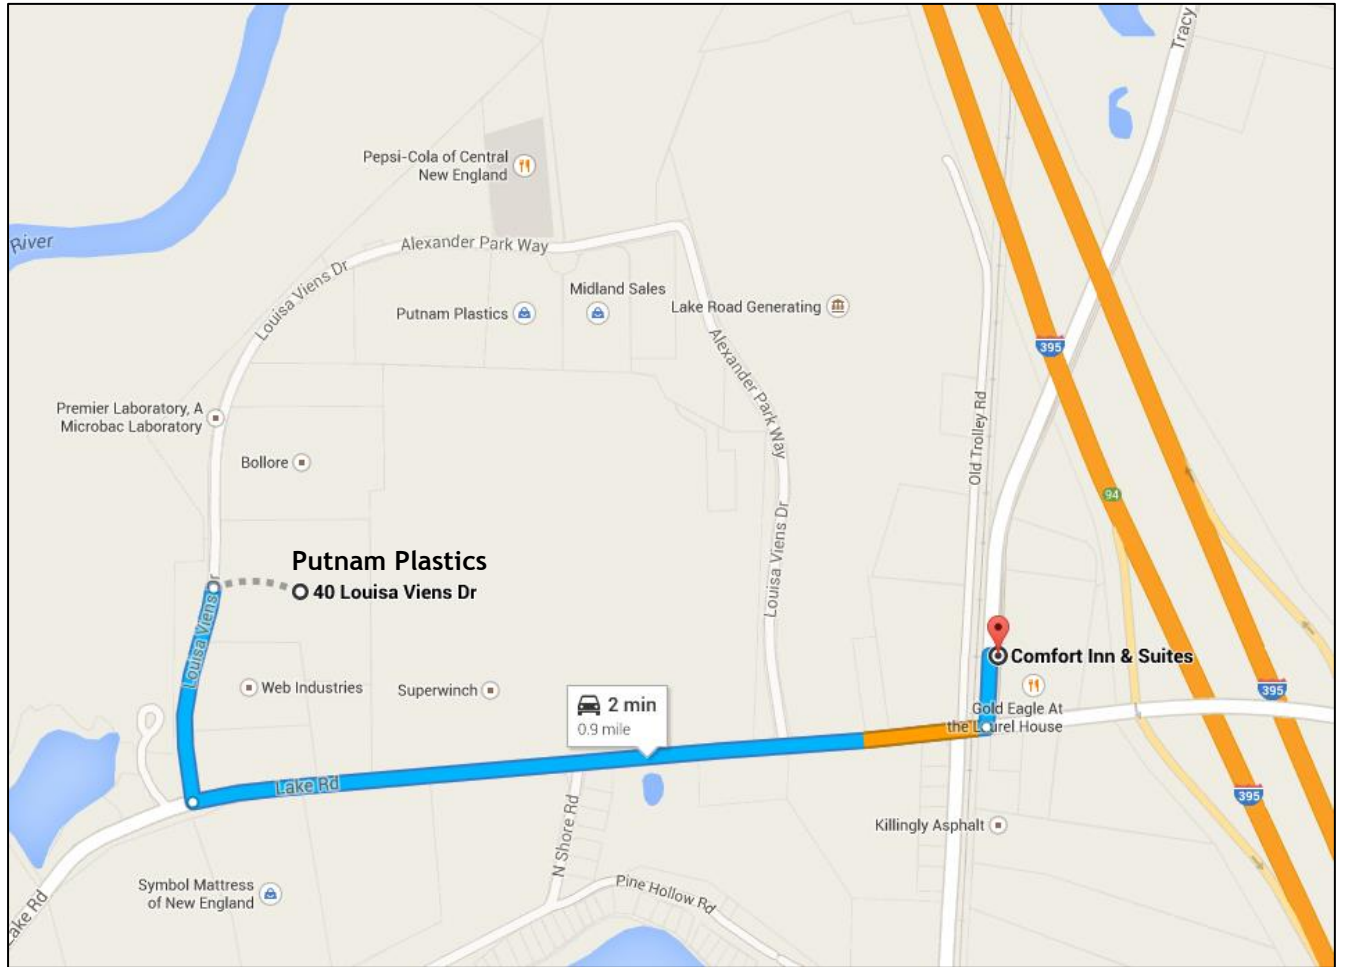 Tracy
Pepsi-Cola of Central
New England
River
Alexander Park Way
Louisa Viens Dr
Midland Sales
Putnam Plastics
Lake Road Generating
395
Alexander Park Way
Premier Laboratory, A
Microbac Laboratory
Old Trolley Rd
Bollore
94
Putnam Plastics
40 Louisa Viens Dr
Louisa Viens Dr
Louisa Viens Dr
Comfort Inn & Suites
Web Industries
Superwinch
395
2 min
0.9 mile
Gold Eagle At
the Laurel House
Lake Rd
395
N Shore Rd
Killingly Asphalt
Symbol Mattress
of New England
Pine Hollow Rd
Lake Rd